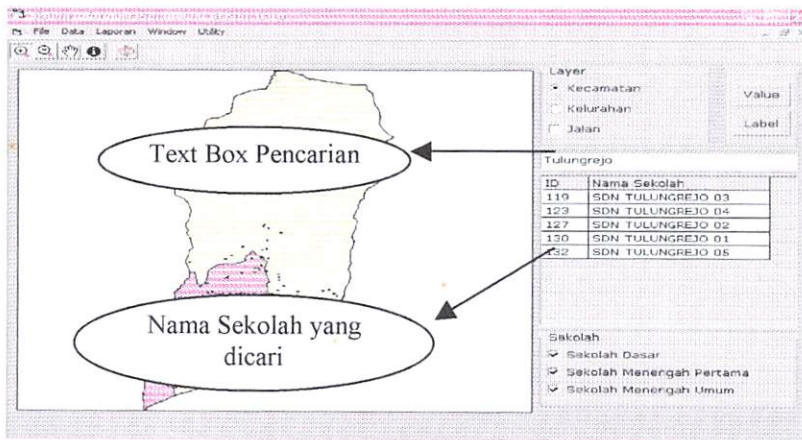 File Data Laporan Window Utility
Layer
Kecamatan
Kelurahan
Jalan
Value
Label
Text Box Pencarian
Tulungrejo
ID Nama Sekolah
119 SDN TULUNGREJO 03
123 SDN TULUNGREJO 04
127 SDN TULUNGREJO 02
130 SDN TULUNGREJO 01
132 SDN TULUNGREJO 05
Nama Sekolah yang
dicari
Sekolah
Sekolah Dasar
Sekolah Menengah Pertama
Sekolah Menengah Umum